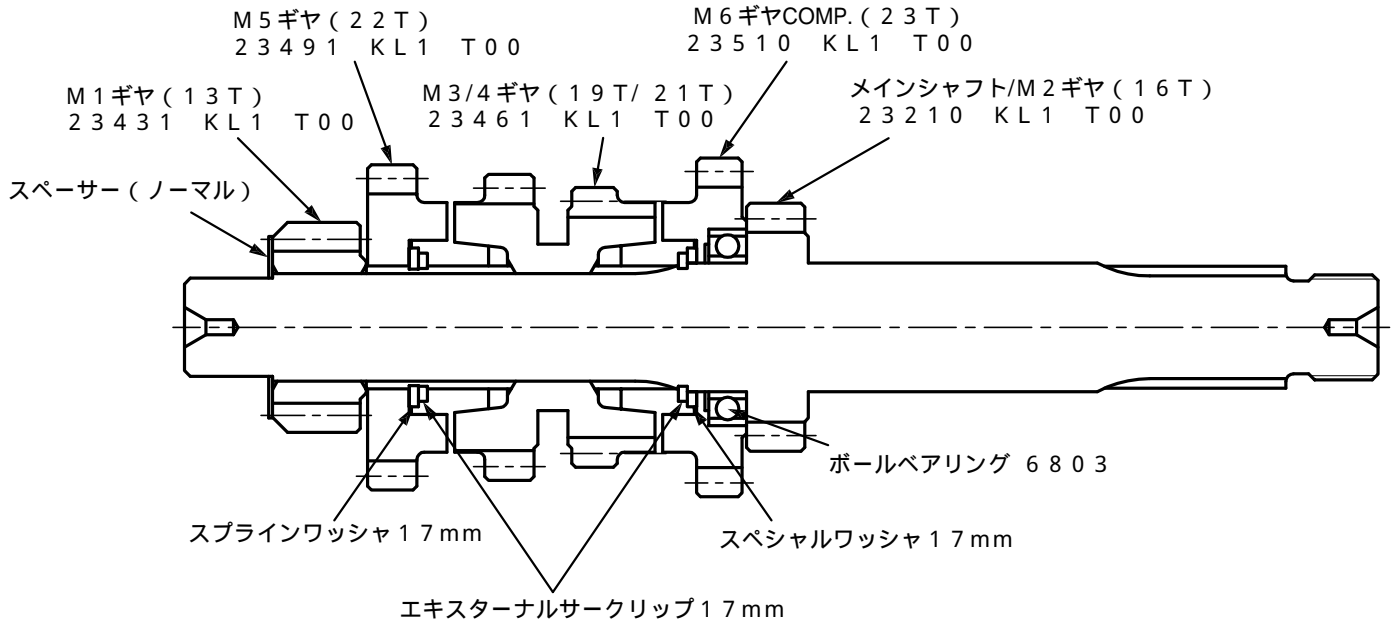 M5ギヤ(22T)
23491 KL1 T00
M6ギヤCOMP.(23T)
23510 KL1 T00
M1ギヤ(13T)
23431 KL1 T00
M3/4ギヤ(19T/21T)
23461 KL1 T00
メインシャフト/M2ギヤ(16T)
23210 KL1 T00
スペーサー(ノーマル)
ボールベアリング 6803
スプラインワッシャ17mm
スペシャルワッシャ17mm
エキスターナルサークリップ17mm